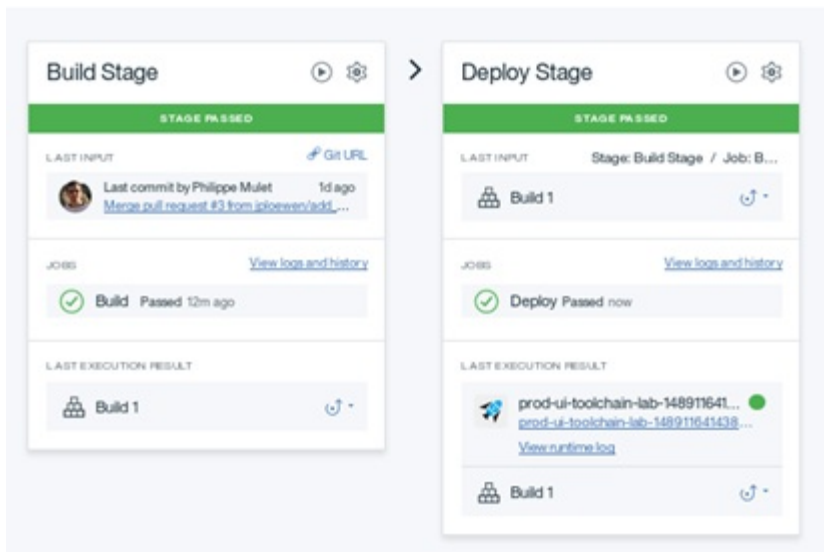 Build Stage
STAGE PASSED
LAST INPUT
Git URL
Last commit by Philippe Mulet 1d ago
Merge pull request #3 from jploewen/add_...
JOBS
View logs and history
Build Passed 12m ago
LAST EXECUTION RESULT
Build 1
Deploy Stage
STAGE PASSED
LAST INPUT
Stage: Build Stage / Job: B...
Build 1
JOBS
View logs and history
Deploy Passed now
LAST EXECUTION RESULT
prod-ui-toolchain-lab-148911641...
prod-ui-toolchain-lab-148911641438...
View runtime log
Build 1